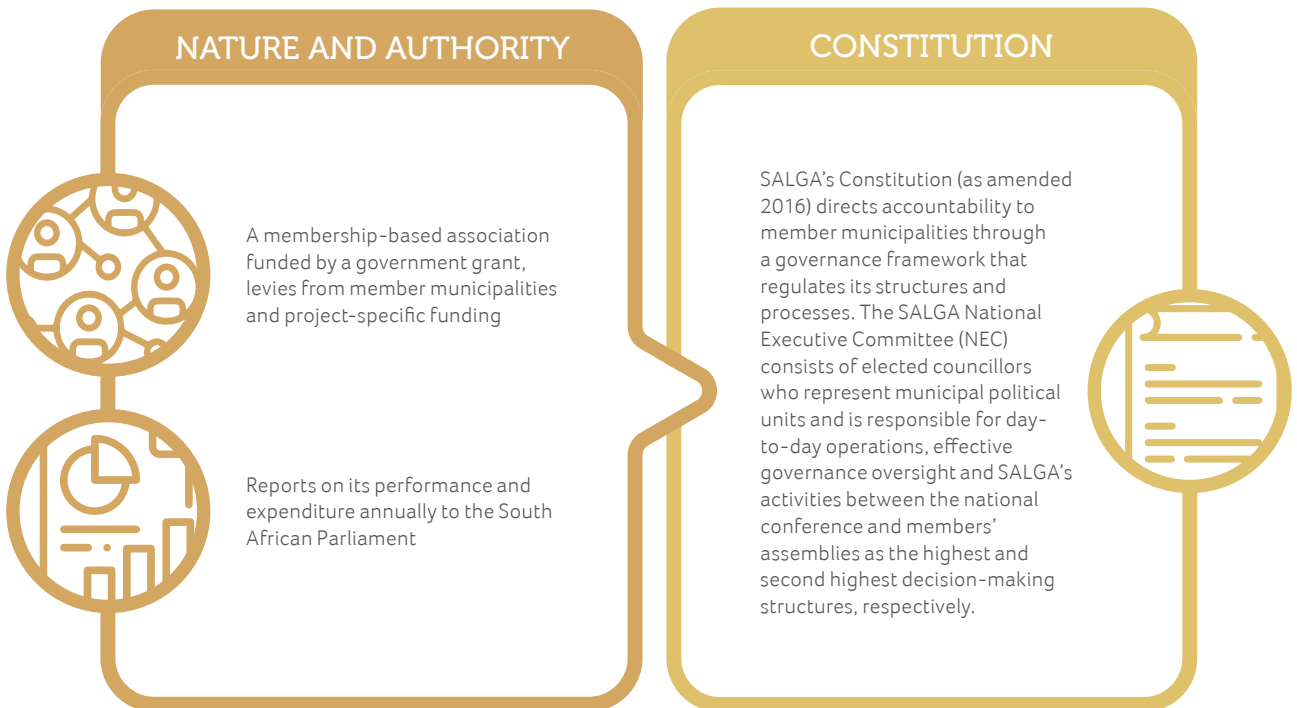 NATURE AND AUTHORITY
A membership-based association
funded by a government grant,
levies from member municipalities
and project-specific funding
Reports on its performance and
expenditure annually to the South
African Parliament
CONSTITUTION
SALGA's Constitution (as amended
2016) directs accountability to
member municipalities through
a governance framework that
regulates its structures and
processes. The SALGA National
Executive Committee (NEC)
consists of elected councillors
who represent municipal political
units and is responsible for day-
to-day operations, effective
governance oversight and SALGA's
activities between the national
conference and members'
assemblies as the highest and
second highest decision-making
structures, respectively.